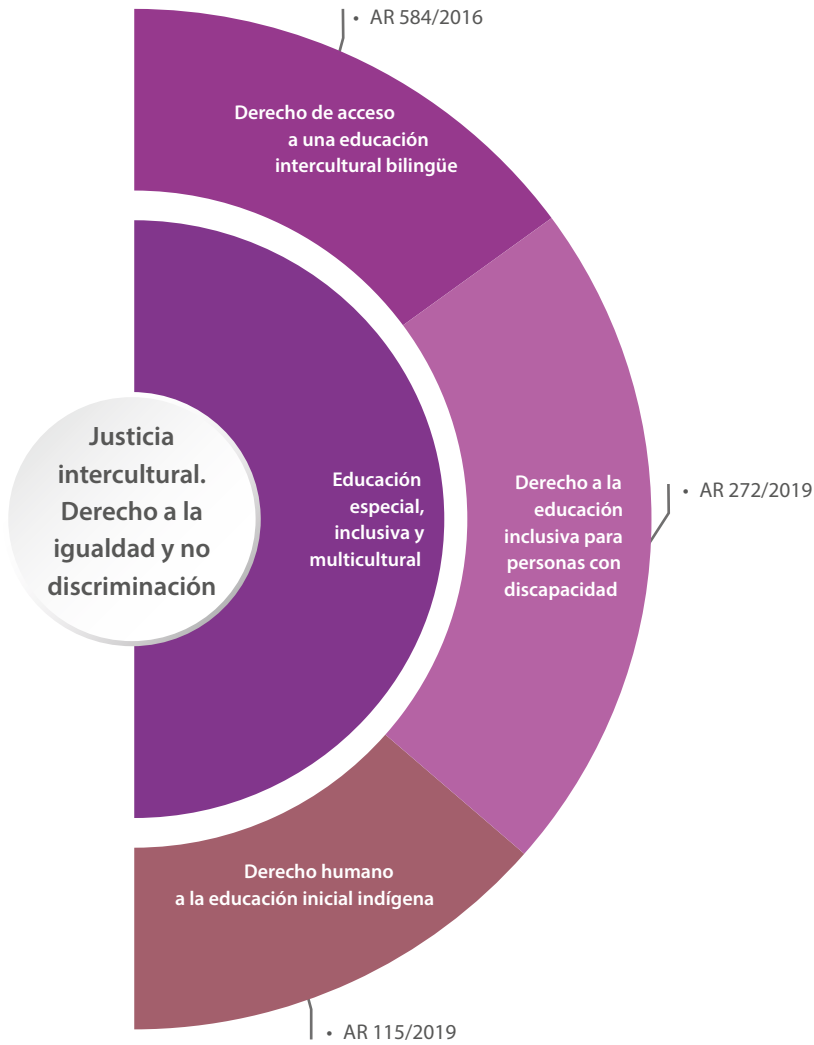 • AR 584/2016
Derecho de acceso
a una educación
intercultural bilingüe
Justicia
intercultural.
Derecho a la
igualdad y no
discriminación
Educación
especial,
inclusiva y
multicultural
Derecho a la
educación
inclusiva para
personas con
discapacidad
• AR 272/2019
Derecho humano
a la educación inicial indígena
• AR 115/2019